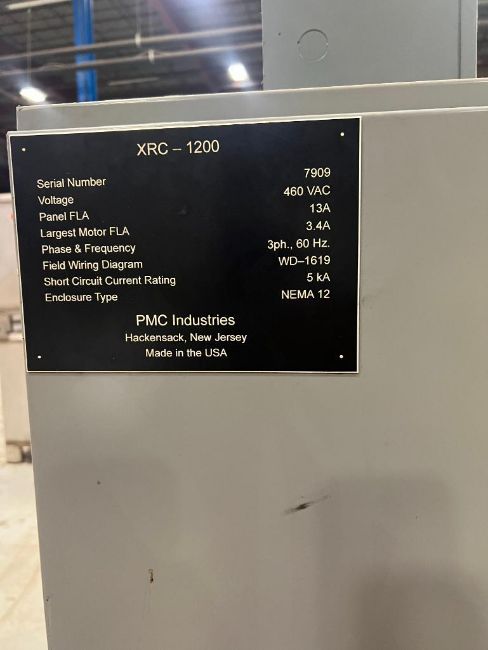 XRC – 1200
Serial Number 7909
Voltage 460 VAC
Panel FLA 13A
Largest Motor FLA 3.4A
Phase & Frequency 3ph., 60 Hz.
Field Wiring Diagram WD–1619
Short Circuit Current Rating 5 kA
Enclosure Type NEMA 12
PMC Industries
Hackensack, New Jersey
Made in the USA